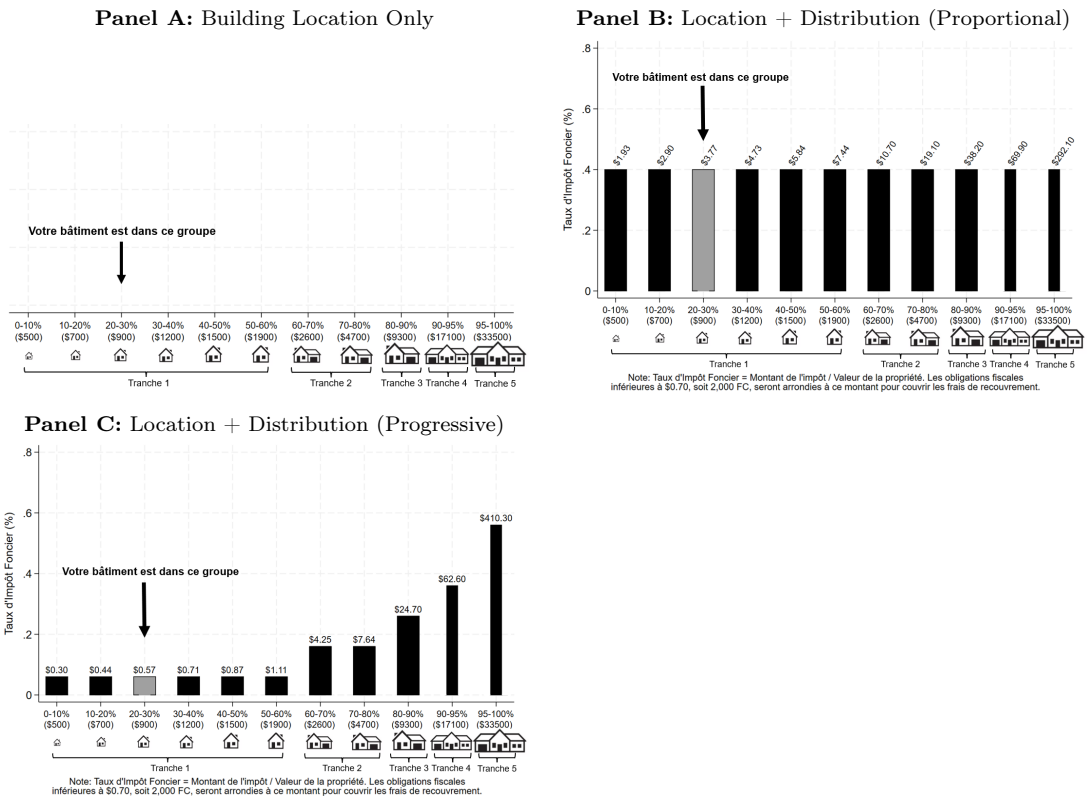 Panel A: Building Location Only
Votre bâtiment est dans ce groupe
0-10% 10-20% 20-30% 30-40% 40-50% 50-60% 60-70% 70-80% 80-90% 90-95% 95-100%
($500) ($700) ($900) ($1200) ($1500) ($1900) ($2600) ($4700) ($9300) ($17100) ($33500)
Tranche 1 Tranche 2 Tranche 3 Tranche 4 Tranche 5
Panel B: Location + Distribution (Proportional)
Taux d'Impôt Foncier (%)
.8
Votre bâtiment est dans ce groupe
.6
$1.93 $2.90 $3.77 $4.73 $5.84 $7.44 $10.70 $19.10 $38.20 $69.90 $292.10
.4
.2
0
0-10% 10-20% 20-30% 30-40% 40-50% 50-60% 60-70% 70-80% 80-90% 90-95% 95-100%
($500) ($700) ($900) ($1200) ($1500) ($1900) ($2600) ($4700) ($9300) ($17100) ($33500)
Tranche 1 Tranche 2 Tranche 3 Tranche 4 Tranche 5
Note: Taux d'Impôt Foncier = Montant de l'impôt / Valeur de la propriété. Les obligations fiscales
inférieures à $0.70, soit 2,000 FC, seront arrondies à ce montant pour couvrir les frais de recouvrement.
Panel C: Location + Distribution (Progressive)
Taux d'Impôt Foncier (%)
.8
.6
$410.30
Votre bâtiment est dans ce groupe
.4
$62.60
$24.70
.2
$4.25 $7.64
$0.30 $0.44 $0.57 $0.71 $0.87 $1.11
0
0-10% 10-20% 20-30% 30-40% 40-50% 50-60% 60-70% 70-80% 80-90% 90-95% 95-100%
($500) ($700) ($900) ($1200) ($1500) ($1900) ($2600) ($4700) ($9300) ($17100) ($33500)
Tranche 1 Tranche 2 Tranche 3 Tranche 4 Tranche 5
Note: Taux d'Impôt Foncier = Montant de l'impôt / Valeur de la propriété. Les obligations fiscales
inférieures à $0.70, soit 2,000 FC, seront arrondies à ce montant pour couvrir les frais de recouvrement.